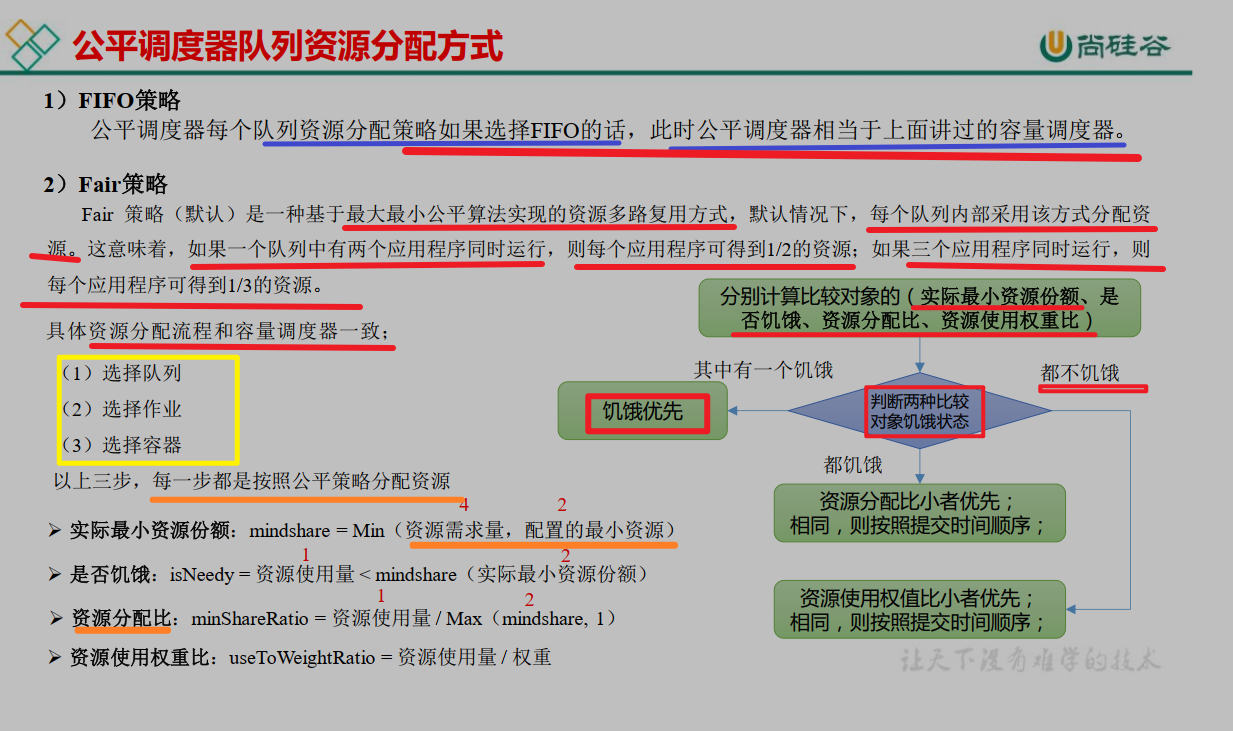 公平调度器队列资源分配方式
尚硅谷
1）FIFO策略
公平调度器每个队列资源分配策略如果选择FIFO的话，此时公平调度器相当于上面讲过的容量调度器。
2）Fair策略
Fair 策略（默认）是一种基于最大最小公平算法实现的资源多路复用方式，默认情况下，每个队列内部采用该方式分配资
源。这意味着，如果一个队列中有两个应用程序同时运行，则每个应用程序可得到1/2的资源；如果三个应用程序同时运行，则
每个应用程序可得到1/3的资源。
具体资源分配流程和容量调度器一致；
（1）选择队列
（2）选择作业
（3）选择容器
以上三步，每一步都是按照公平策略分配资源
4 2
➢ 实际最小资源份额：mindshare = Min（资源需求量，配置的最小资源）
1 2
➢ 是否饥饿：isNeedy = 资源使用量 < mindshare（实际最小资源份额）
1 2
➢ 资源分配比：minShareRatio = 资源使用量 / Max（mindshare, 1）
➢ 资源使用权重比：useToWeightRatio = 资源使用量 / 权重
分别计算比较对象的（实际最小资源份额、是
否饥饿、资源分配比、资源使用权重比）
其中有一个饥饿
都不饥饿
饥饿优先
判断两种比较
对象饥饿状态
都饥饿
资源分配比小者优先；
相同，则按照提交时间顺序；
资源使用权值比小者优先；
相同，则按照提交时间顺序；
让天下没有难学的技术